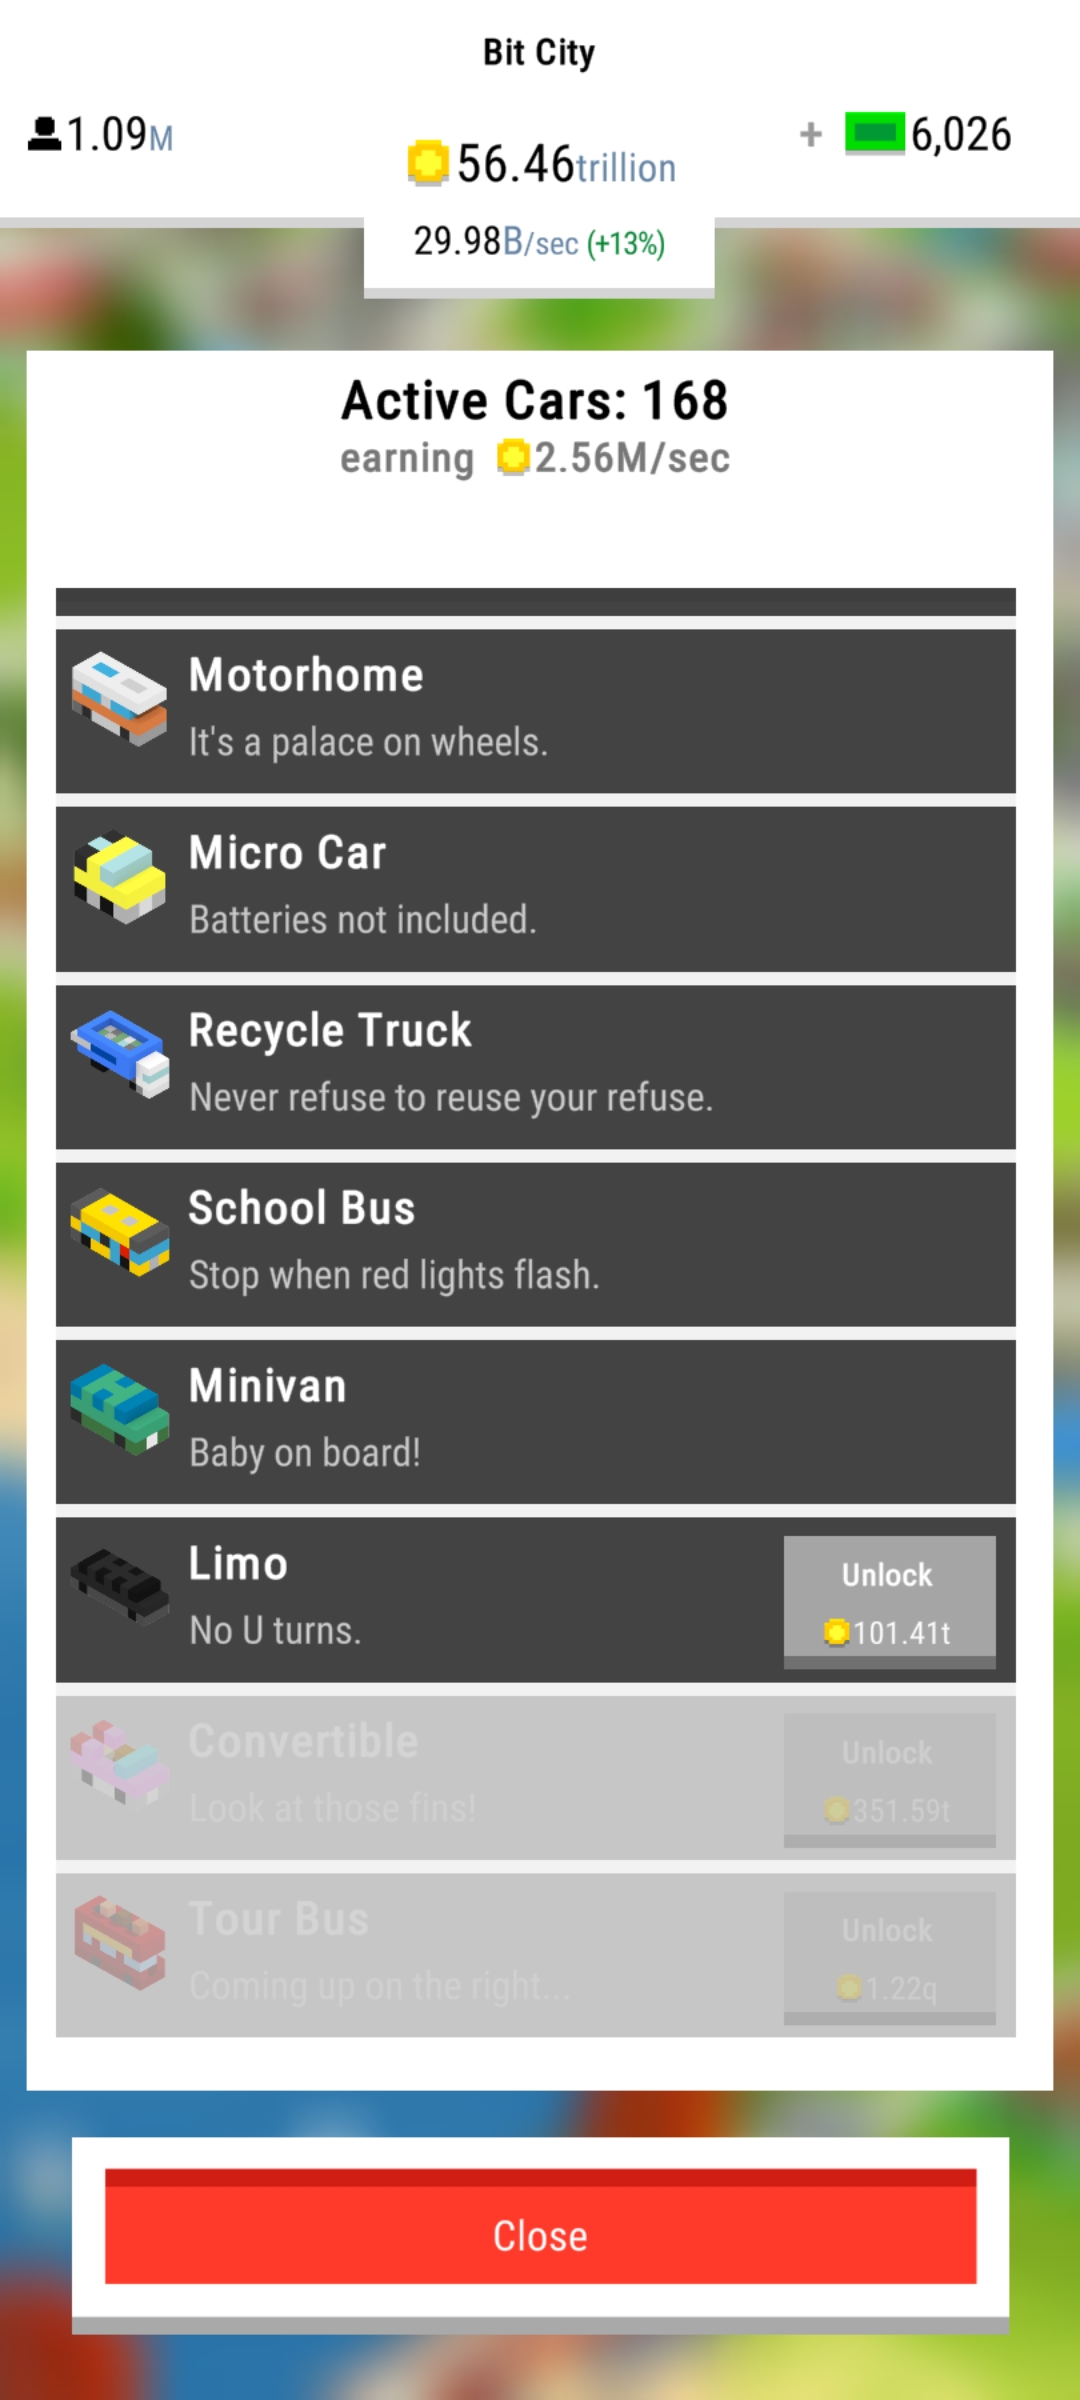 Bit City
1.09M
56.46trillion
+ 6,026
29.98B/sec (+13%)
Active Cars: 168
earning 2.56M/sec
Motorhome
It's a palace on wheels.
Micro Car
Batteries not included.
Recycle Truck
Never refuse to reuse your refuse.
School Bus
Stop when red lights flash.
Minivan
Baby on board!
Limo
No U turns.
Unlock
101.41t
Convertible
Look at those fins!
Unlock
351.59t
Tour Bus
Coming up on the right...
Unlock
1.22q
Close